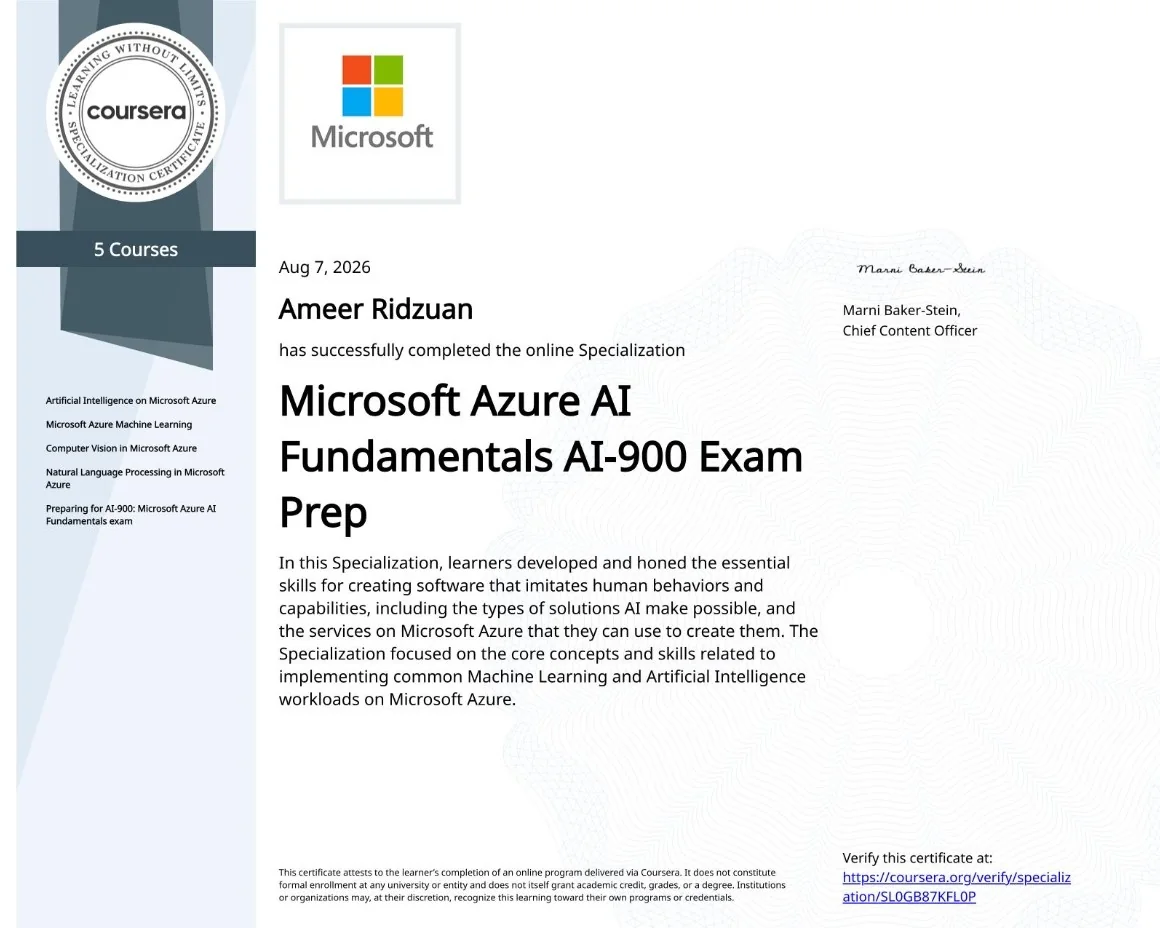 LEARNING WITHOUT LIMITS
coursera
SPECIALIZATION CERTIFICATE
5 Courses
Artificial Intelligence on Microsoft Azure
Microsoft Azure Machine Learning
Computer Vision in Microsoft Azure
Natural Language Processing in Microsoft
Azure
Preparing for AI-900: Microsoft Azure AI
Fundamentals exam
Microsoft
Aug 7, 2026
Ameer Ridzuan
has successfully completed the online Specialization
Microsoft Azure AI
Fundamentals AI-900 Exam
Prep
In this Specialization, learners developed and honed the essential
skills for creating software that imitates human behaviors and
capabilities, including the types of solutions AI make possible, and
the services on Microsoft Azure that they can use to create them. The
Specialization focused on the core concepts and skills related to
implementing common Machine Learning and Artificial Intelligence
workloads on Microsoft Azure.
This certificate attests to the learner's completion of an online program delivered via Coursera. It does not constitute
formal enrollment at any university or entity and does not itself grant academic credit, grades, or a degree. Institutions
or organizations may, at their discretion, recognize this learning toward their own programs or credentials.
Marni Baker-Stein
Marni Baker-Stein,
Chief Content Officer
Verify this certificate at:
https://coursera.org/verify/specializ
ation/SL0GB87KFL0P